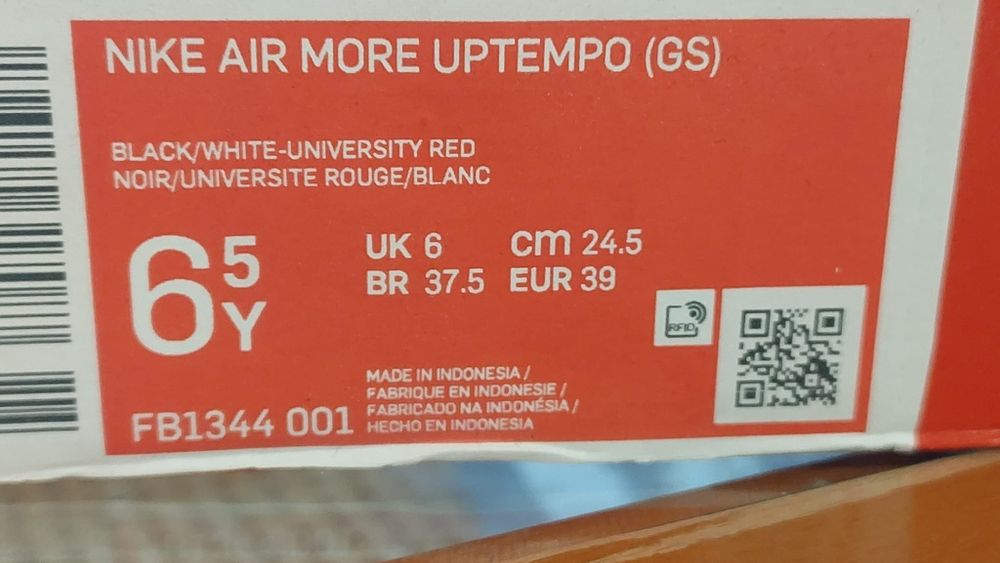 NIKE AIR MORE UPTEMPO (GS)
BLACK/WHITE-UNIVERSITY RED
NOIR/UNIVERSITE ROUGE/BLANC
6 5 Y
UK 6 cm 24.5
BR 37.5 EUR 39
RFID
MADE IN INDONESIA /
FABRIQUE EN INDONESIE /
FABRICADO NA INDONÉSIA /
HECHO EN INDONESIA
FB1344 001